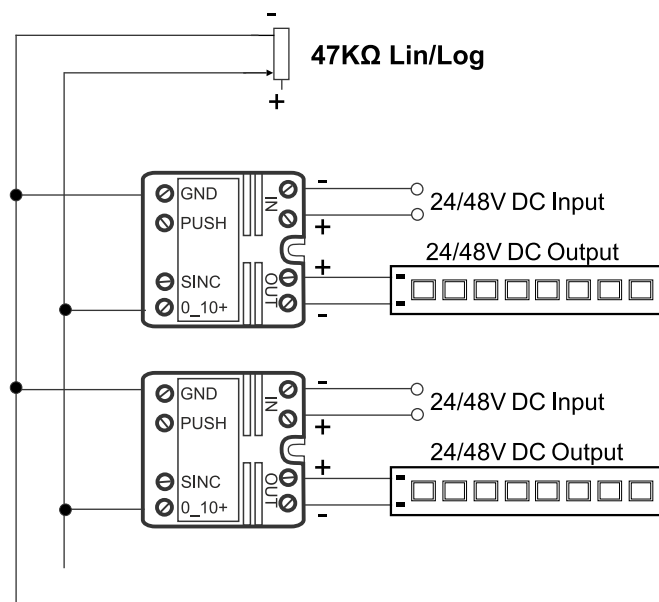 -
47KΩ Lin/Log
+
GND
PUSH
SINC
0_10+
IN
OUT
-
+
+
-
24/48V DC Input
24/48V DC Output
-
-
GND
PUSH
SINC
0_10+
IN
OUT
-
+
+
-
24/48V DC Input
24/48V DC Output
-
-